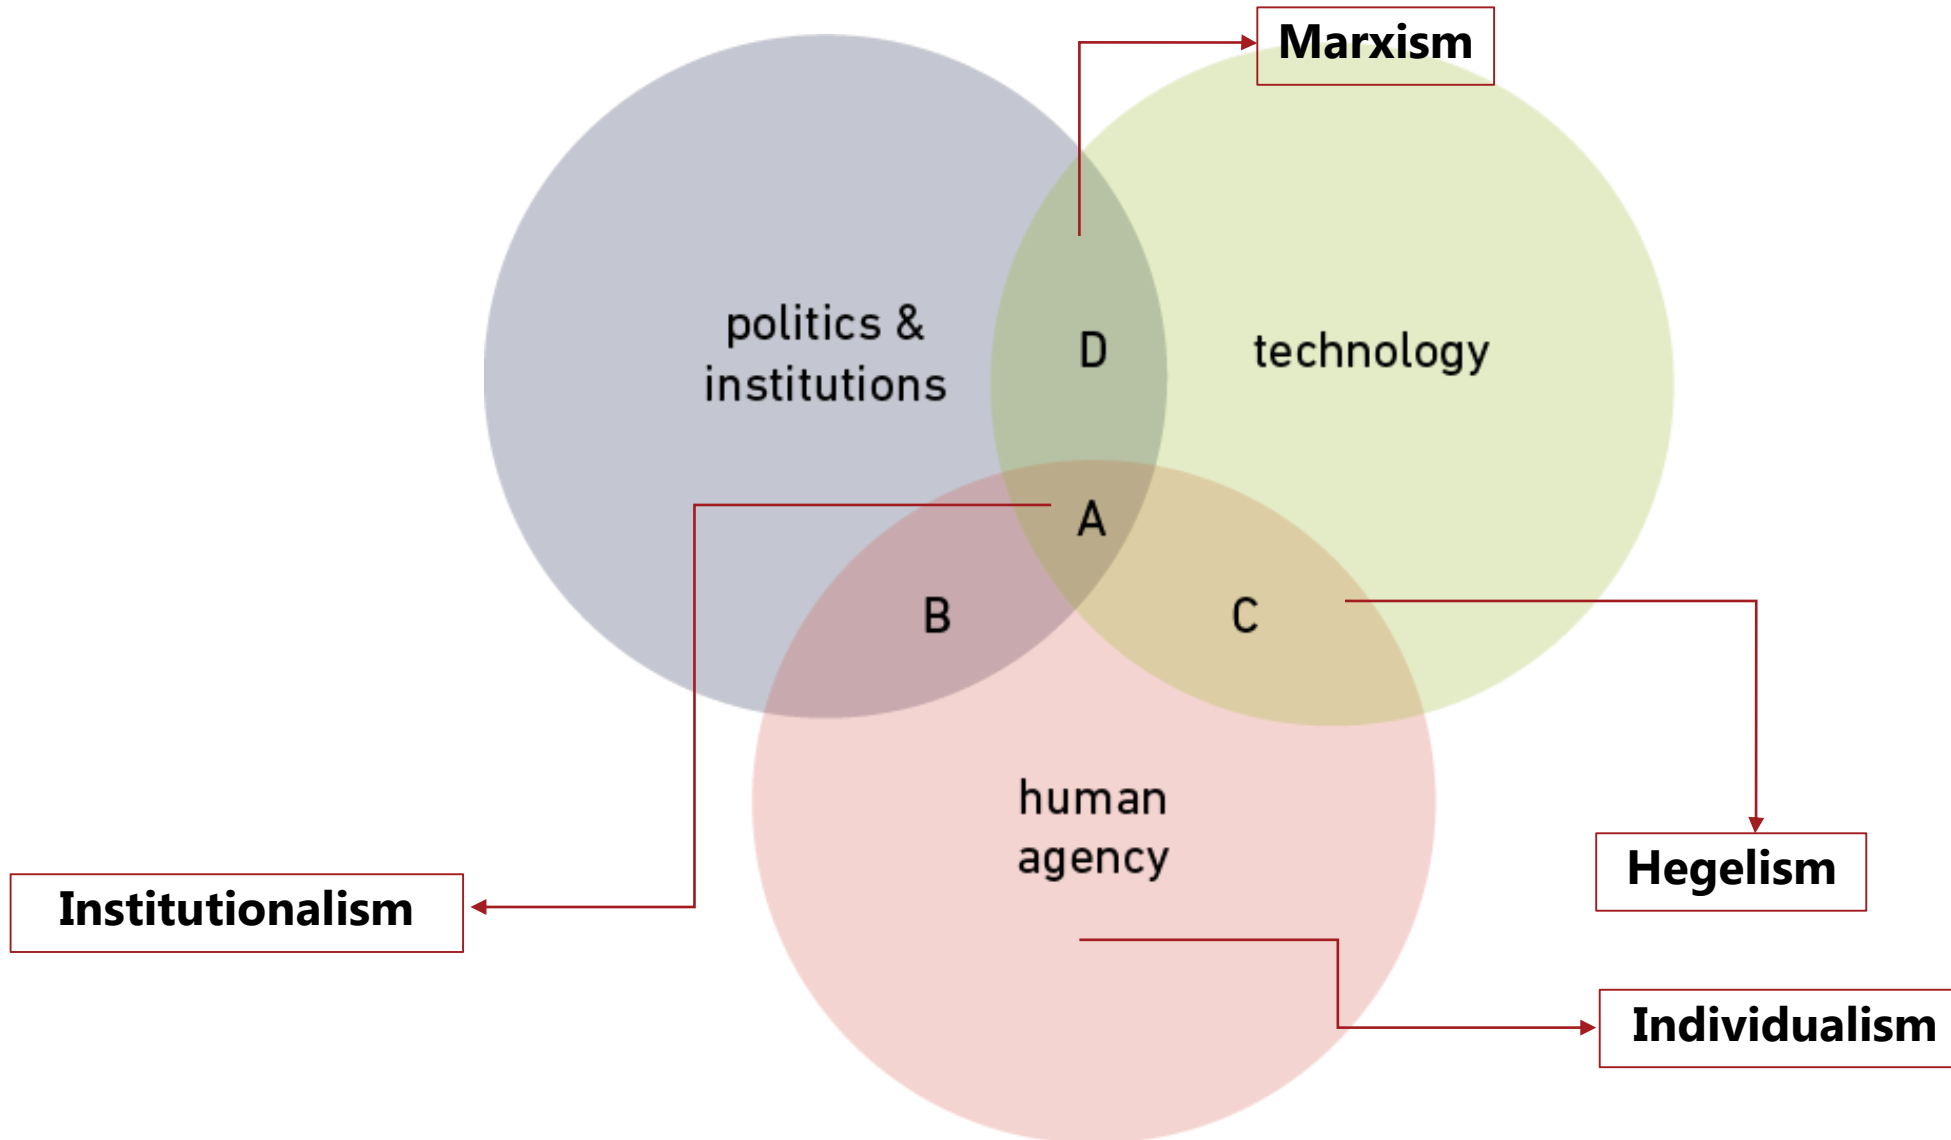 Marxism
politics &
institutions
D
technology
A
B
C
human
agency
Hegelism
Institutionalism
Individualism